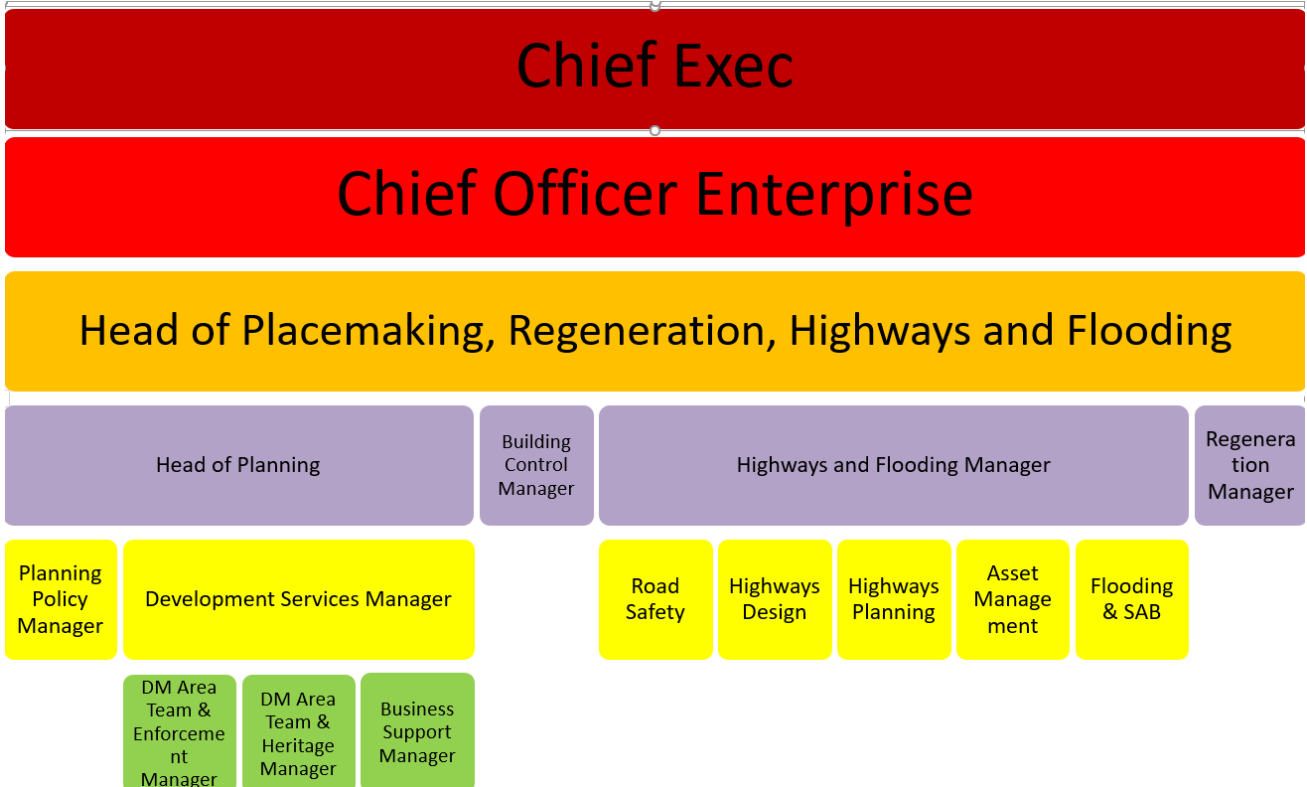 Chief Exec
Chief Officer Enterprise
Head of Placemaking, Regeneration, Highways and Flooding
Head of Planning
Building
Control
Manager
Highways and Flooding Manager
Regenera
tion
Manager
Planning
Policy
Manager
Development Services Manager
Road
Safety
Highways
Design
Highways
Planning
Asset
Manage
ment
Flooding
& SAB
DM Area
Team &
Enforceme
nt
Manager
DM Area
Team &
Heritage
Manager
Business
Support
Manager